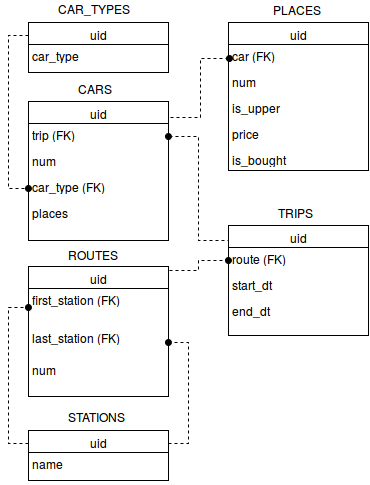 CAR_TYPES
uid
car_type
CARS
uid
trip (FK)
num
car_type (FK)
places
ROUTES
uid
first_station (FK)
last_station (FK)
num
STATIONS
uid
name
PLACES
uid
car (FK)
num
is_upper
price
is_bought
TRIPS
uid
route (FK)
start_dt
end_dt